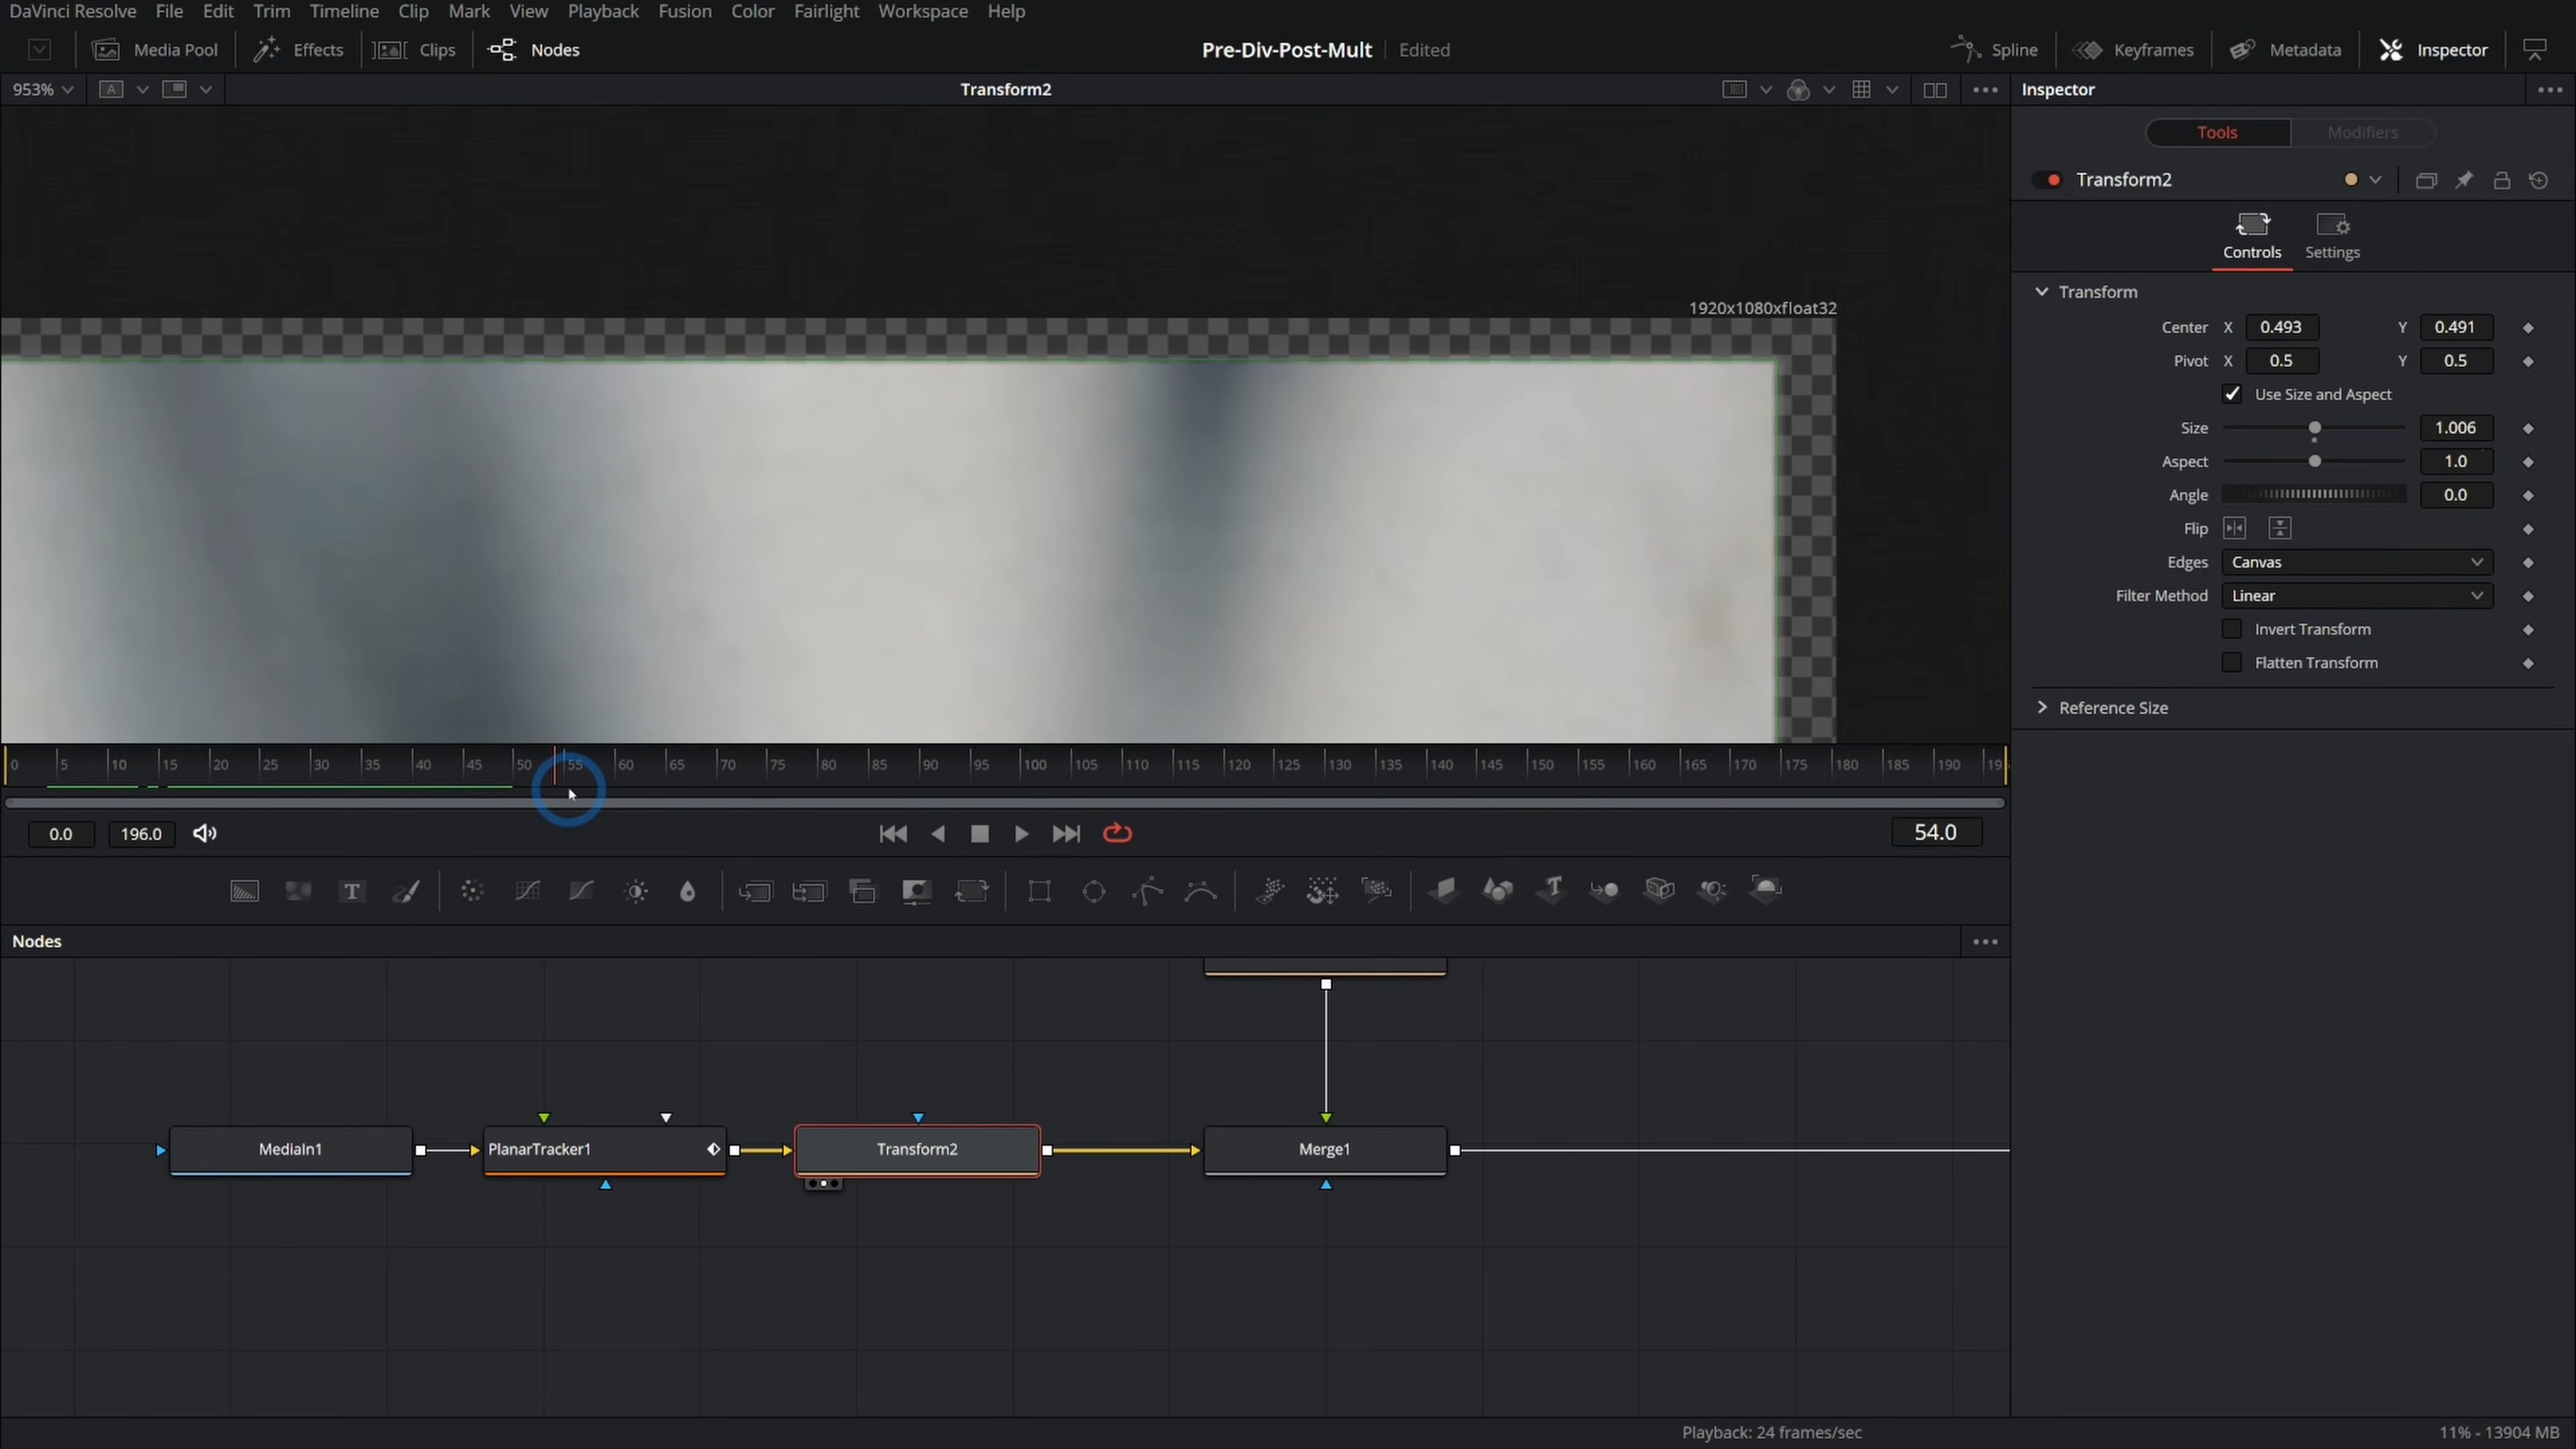 DaVinci Resolve File Edit Trim Timeline Clip Mark View Playback Fusion Color Fairlight Workspace Help
Media Pool Effects Clips Nodes Pre-Div-Post-Mult Edited Spline Keyframes Metadata Inspector
953% A Transform2 Inspector
Tools Modifiers
Transform2
Controls Settings
Transform
1920x1080xfloat32
Center X 0.493 Y 0.491
Pivot X 0.5 Y 0.5
Use Size and Aspect
Size 1.006
Aspect 1.0
Angle 0.0
Flip
Edges Canvas
Filter Method Linear
Invert Transform
Flatten Transform
Reference Size
0 5 10 15 20 25 30 35 40 45 50 55 60 65 70 75 80 85 90 95 100 105 110 115 120 125 130 135 140 145 150 155 160 165 170 175 180 185 190 19
0.0 196.0 54.0
T T
Nodes
MediaIn1 PlanarTracker1 Transform2 Merge1
Playback: 24 frames/sec 11% - 13904 MB